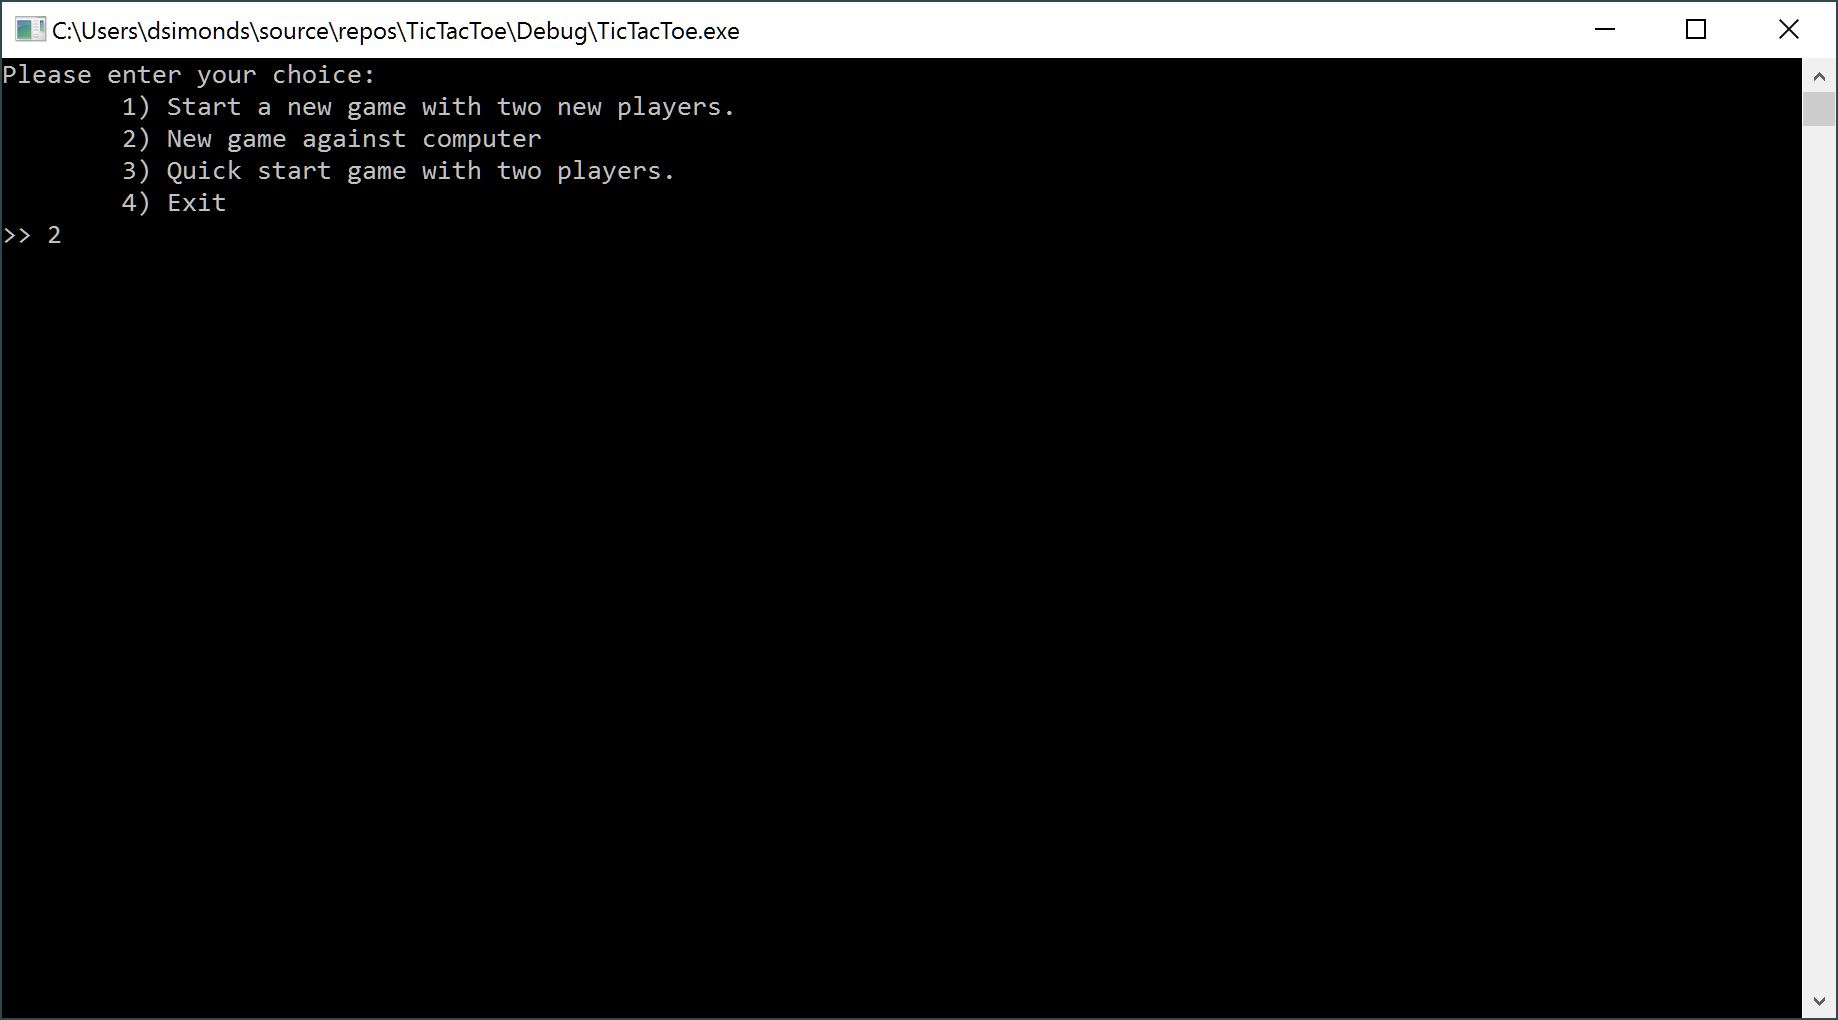 C:\Users\dsimonds\source\repos\TicTacToe\Debug\TicTacToe.exe
Please enter your choice:
1) Start a new game with two new players.
2) New game against computer
3) Quick start game with two players.
4) Exit
>> 2